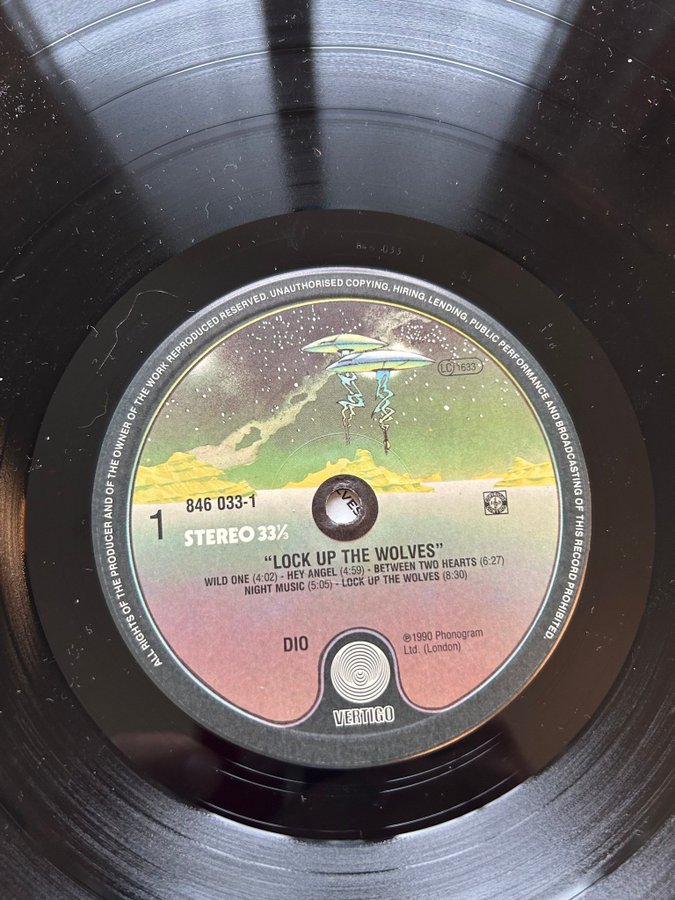 ALL RIGHTS OF THE PRODUCER AND OF THE OWNER OF THE WORK REPRODUCED RESERVED. UNAUTHORISED COPYING, HIRING, LENDING, PUBLIC PERFORMANCE AND BROADCASTING OF THIS RECORD PROHIBITED.
LC 1633
846 033-1
1
STEREO 33⅓
"LOCK UP THE WOLVES"
WILD ONE (4:02) - HEY ANGEL (4:59) - BETWEEN TWO HEARTS (6:27)
NIGHT MUSIC (5:05) - LOCK UP THE WOLVES (8:30)
DIO
℗1990 Phonogram
Ltd. (London)
VERTIGO